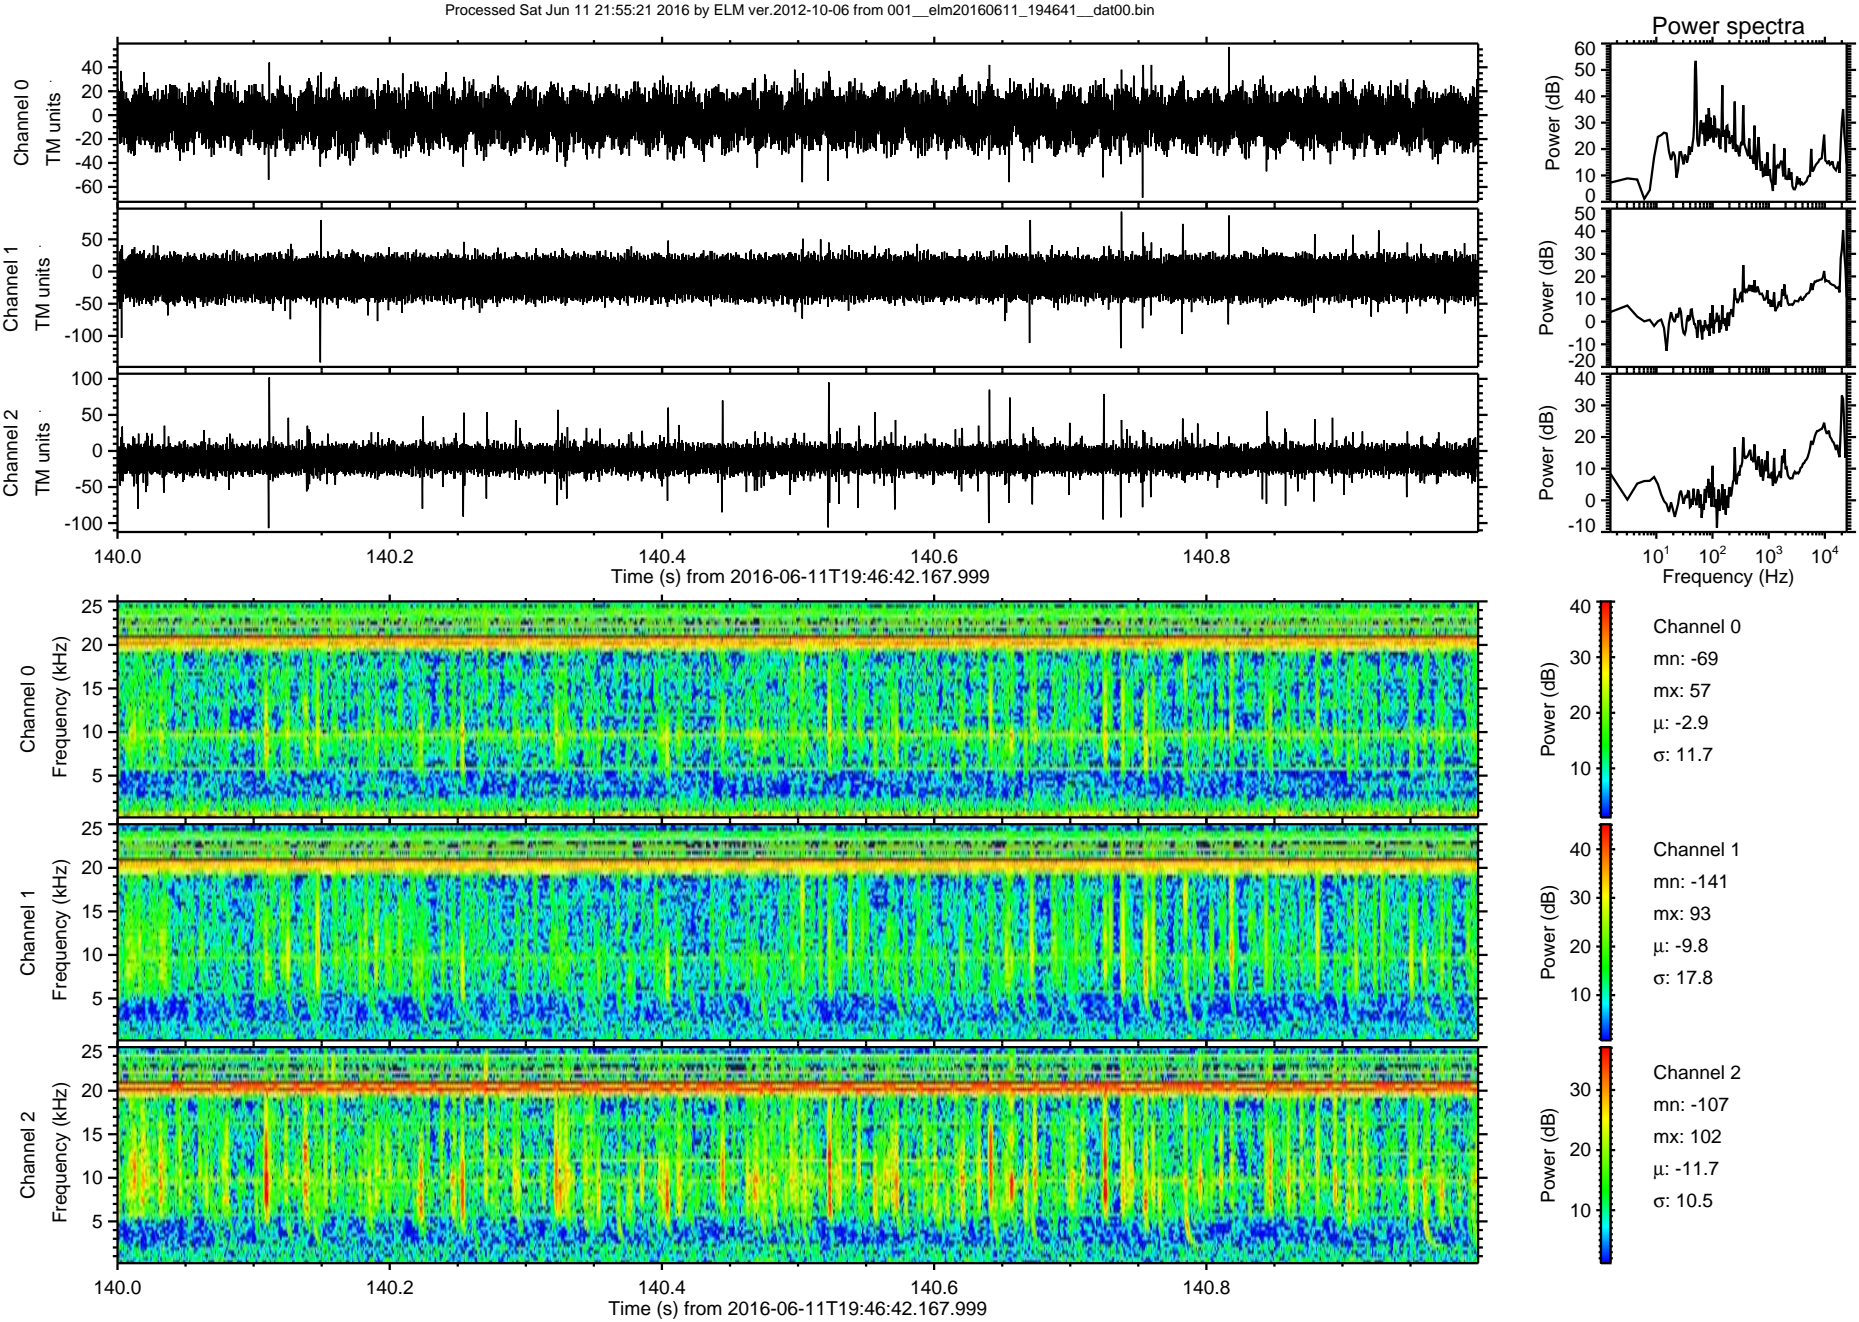 Processed Sat Jun 11 21:55:21 2016 by ELM ver.2012-10-06 from 001__elm20160611_194641__dat00.bin
Power spectra
Channel 0
TM units
40
20
0
-20
-40
-60
Power (dB)
60
50
40
30
20
10
0
Channel 1
TM units
50
0
-50
-100
Power (dB)
50
40
30
20
10
0
-10
-20
Channel 2
TM units
100
50
0
-50
-100
Power (dB)
40
30
20
10
0
-10
140.0 140.2 140.4 140.6 140.8
Time (s) from 2016-06-11T19:46:42.167.999
10^1 10^2 10^3 10^4
Frequency (Hz)
Channel 0
Frequency (kHz)
25
20
15
10
5
Power (dB)
40
30
20
10
Channel 0
mn: -69
mx: 57
μ: -2.9
σ: 11.7
Channel 1
Frequency (kHz)
25
20
15
10
5
Power (dB)
40
30
20
10
Channel 1
mn: -141
mx: 93
μ: -9.8
σ: 17.8
Channel 2
Frequency (kHz)
25
20
15
10
5
Power (dB)
30
20
10
Channel 2
mn: -107
mx: 102
μ: -11.7
σ: 10.5
140.0 140.2 140.4 140.6 140.8
Time (s) from 2016-06-11T19:46:42.167.999